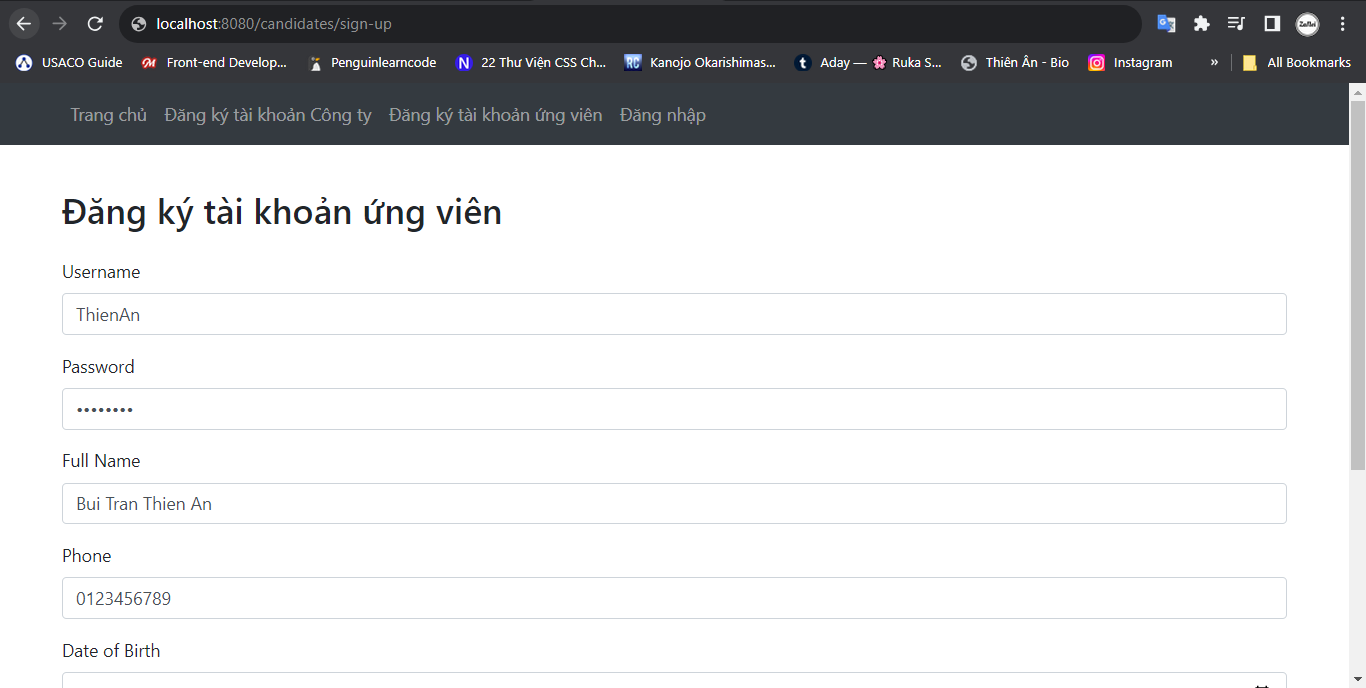 localhost:8080/candidates/sign-up
USACO Guide Front-end Develop... Penguinlearncode N 22 Thư Viện CSS Ch... RC Kanojo Okarishimas... t Aday — 🌸 Ruka S... Thiên Ân - Bio Instagram » All Bookmarks
Trang chủ Đăng ký tài khoản Công ty Đăng ký tài khoản ứng viên Đăng nhập
Đăng ký tài khoản ứng viên
Username
ThienAn
Password
••••••••
Full Name
Bui Tran Thien An
Phone
0123456789
Date of Birth